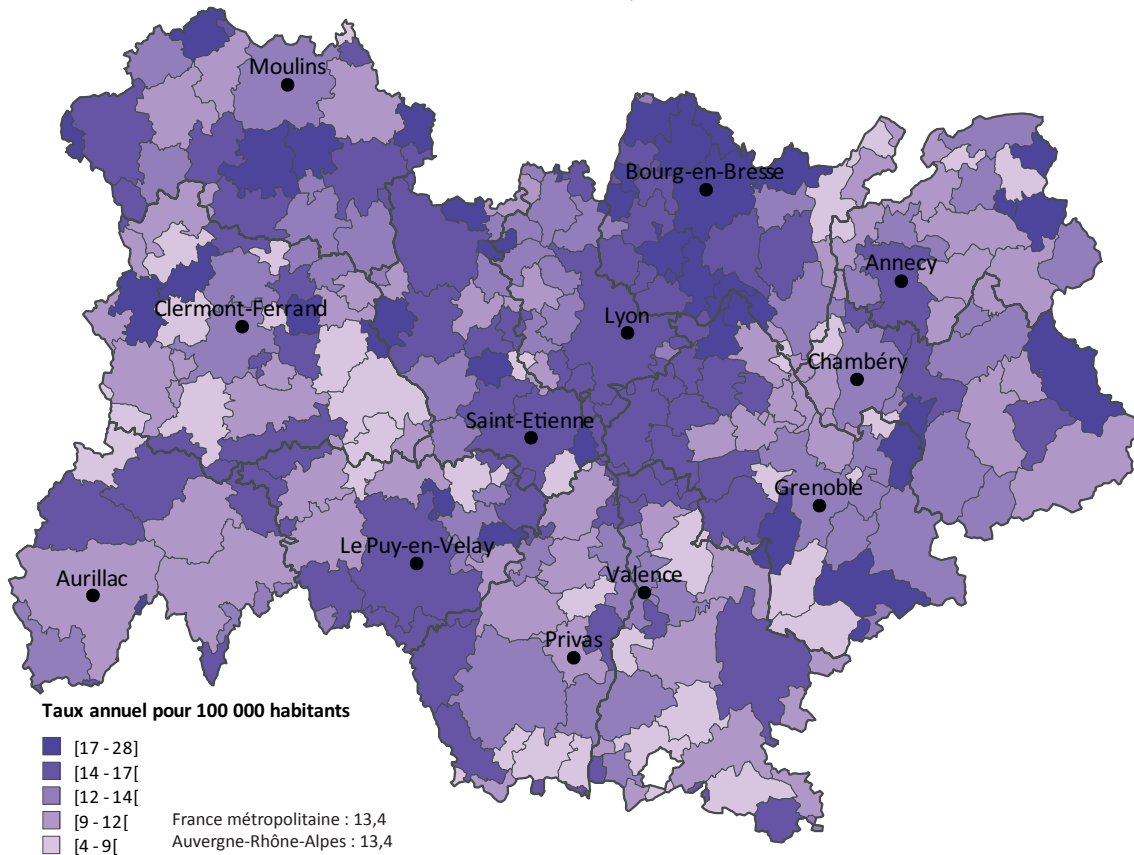 Moulins
Bourg-en-Bresse
Annecy
Clermont-Ferrand
Lyon
Chambéry
Saint-Etienne
Grenoble
Le Puy-en-Velay
Valence
Aurillac
Privas
Taux annuel pour 100 000 habitants
[17 - 28]
[14 - 17[
[12 - 14[
[9 - 12[
[4 - 9[
France métropolitaine : 13,4
Auvergne-Rhône-Alpes : 13,4